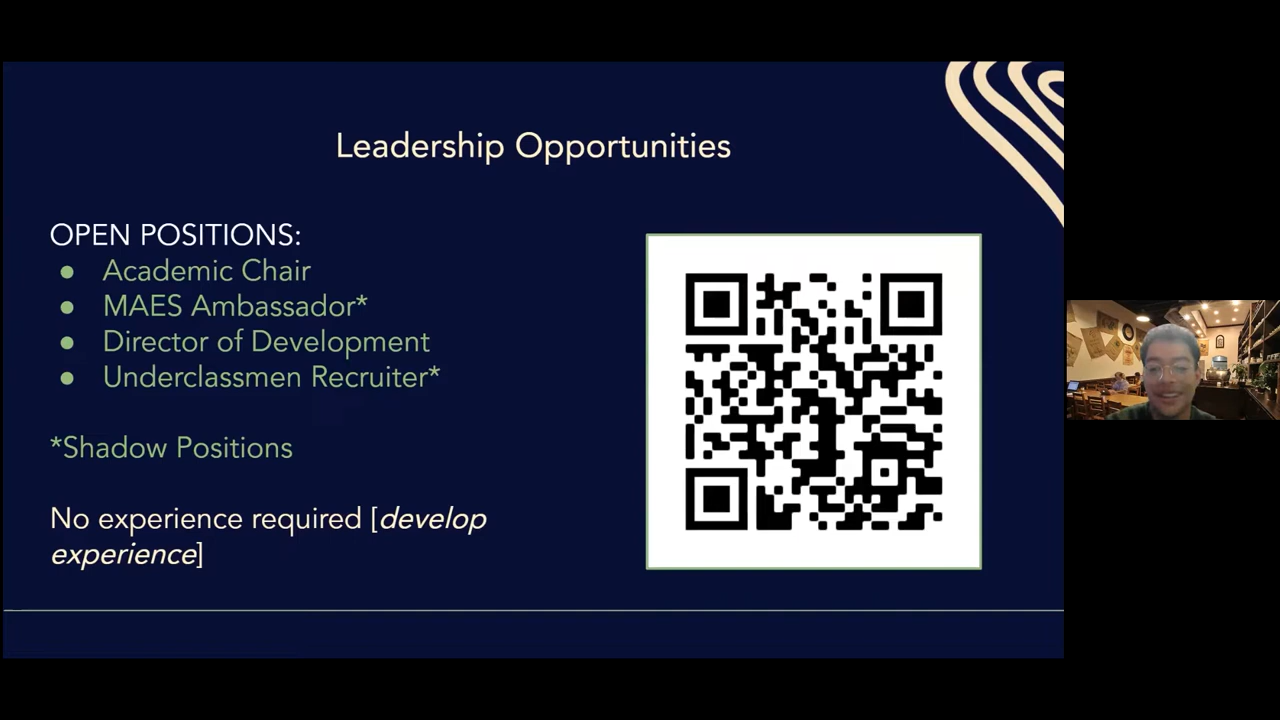 Leadership Opportunities
OPEN POSITIONS:
● Academic Chair
● MAES Ambassador*
● Director of Development
● Underclassmen Recruiter*
*Shadow Positions
No experience required [develop
experience]